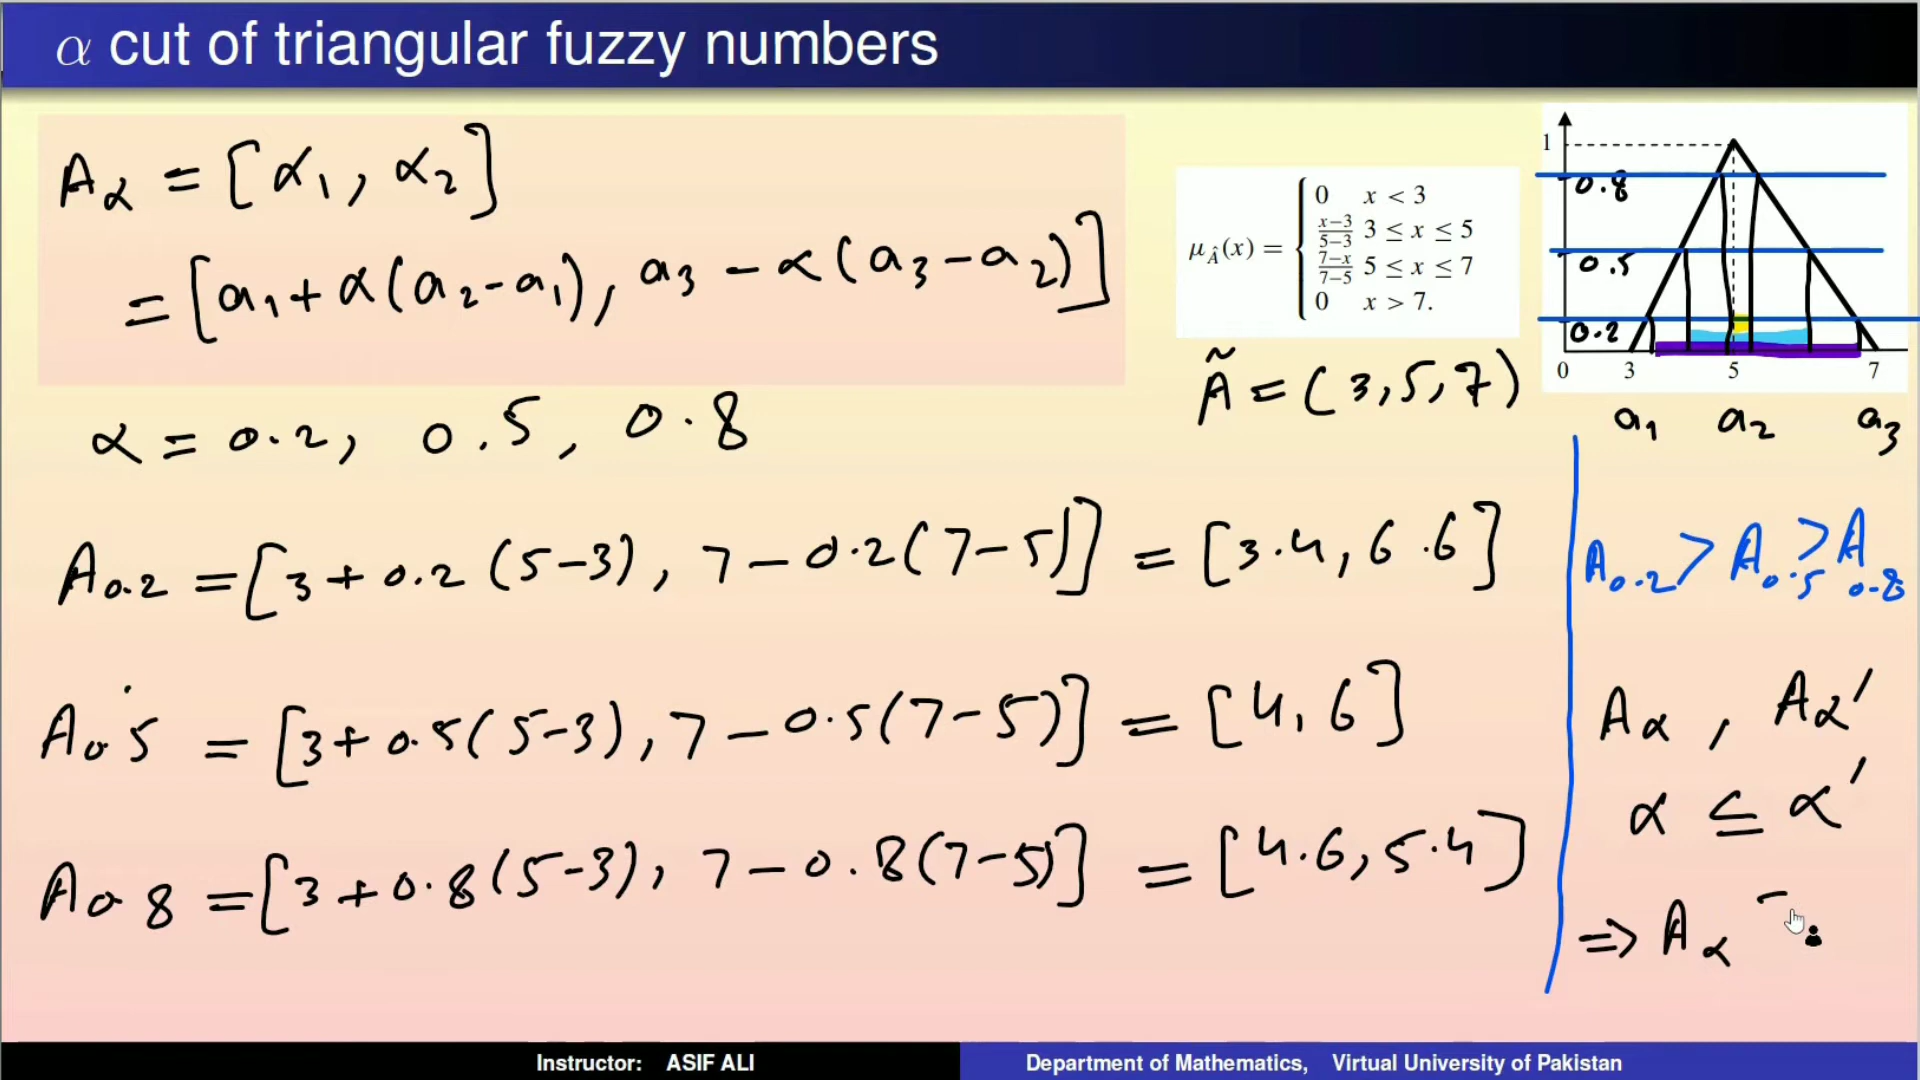 α cut of triangular fuzzy numbers
Aα = [α1, α2]
= [a1+α(a2-a1), a3 - α(a3-a2)]
μÂ(x) = { 0 x < 3
x−3/5−3 3 ≤ x ≤ 5
7−x/7−5 5 ≤ x ≤ 7
0 x > 7.
1
0.8
0.5
0.2
0 3 5 7
a1 a2 a3
Ã = (3,5,7)
α = 0.2, 0.5, 0.8
A0.2 = [3+0.2(5-3), 7-0.2(7-5)] = [3.4, 6.6]
A0.5 = [3+0.5(5-3), 7-0.5(7-5)] = [4, 6]
A0.8 = [3+0.8(5-3), 7-0.8(7-5)] = [4.6, 5.4]
A0.2 > A0.5 > A0.8
Aα, Aα'
α ≤ α'
⇒ Aα
Instructor: ASIF ALI
Department of Mathematics, Virtual University of Pakistan